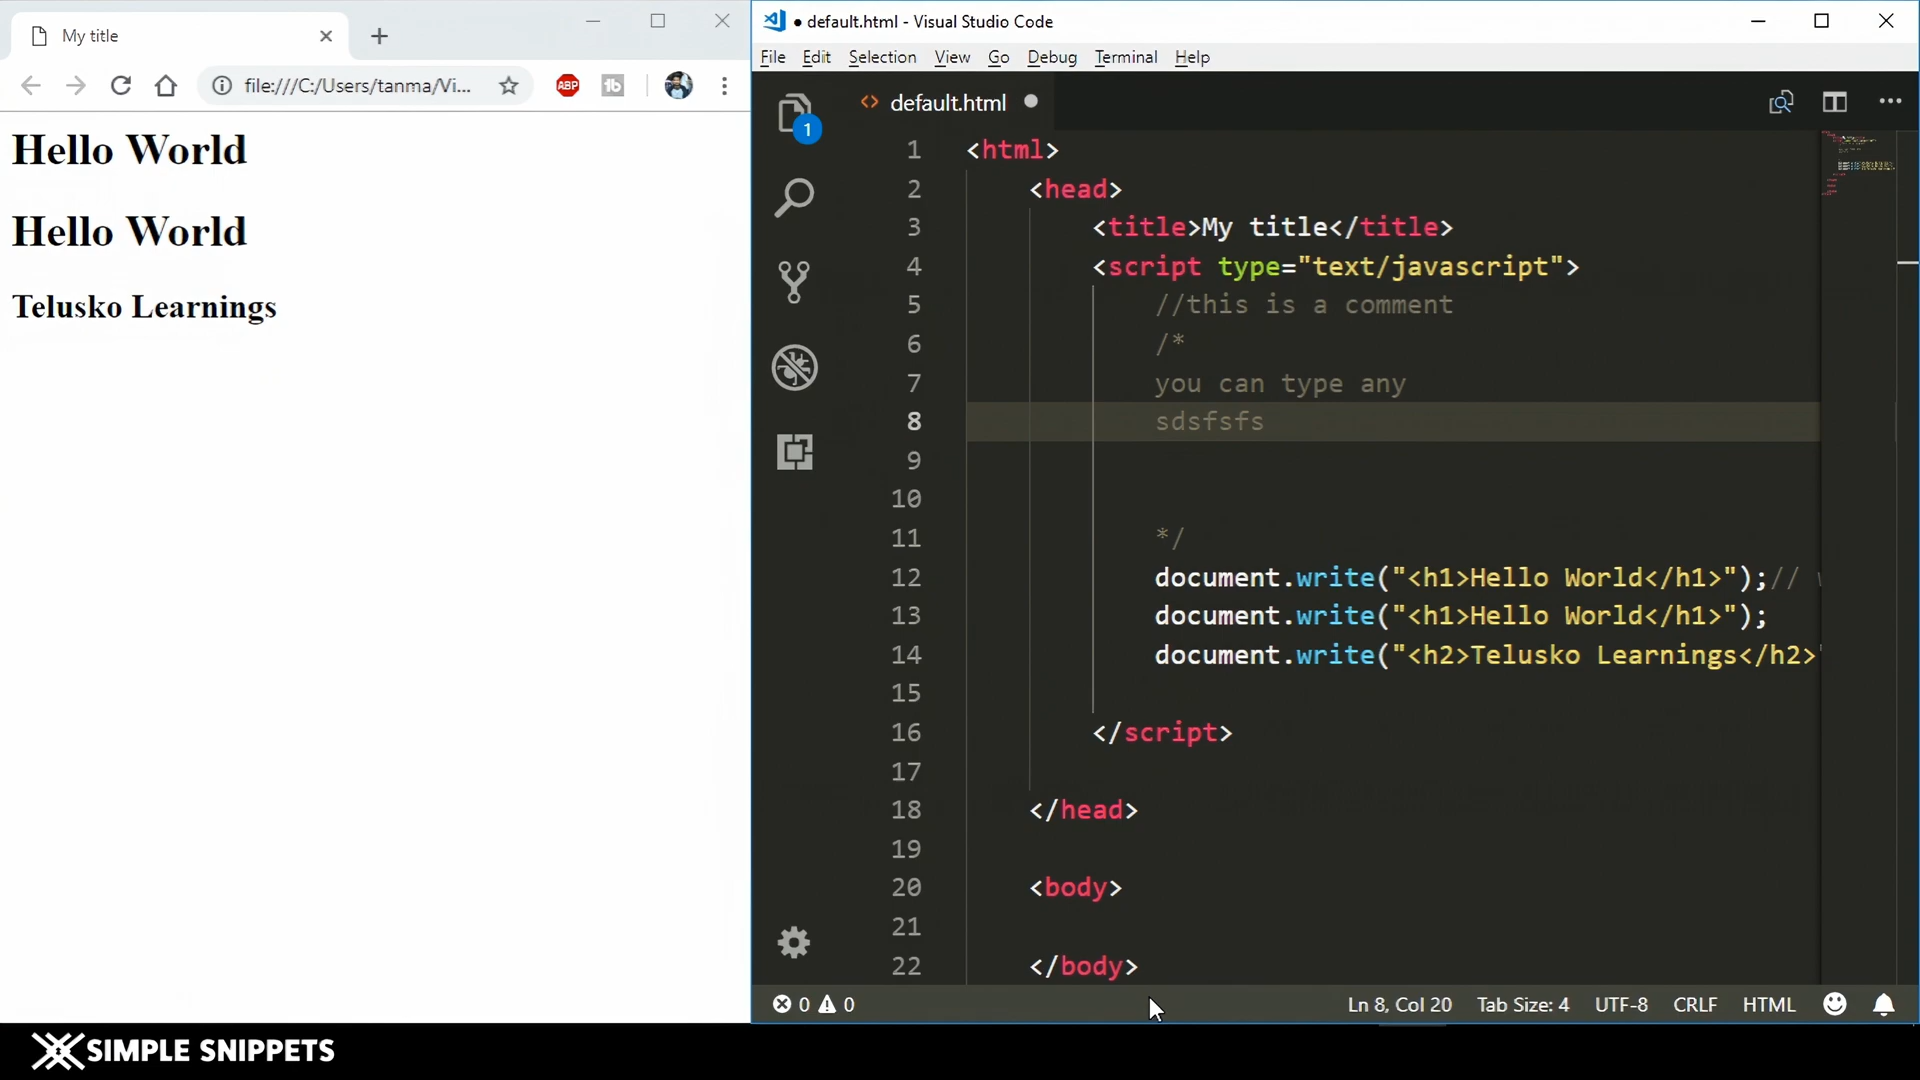 My title
file:///C:/Users/tanma/Vi...
ABP
Hello World
Hello World
Telusko Learnings
● default.html - Visual Studio Code
File Edit Selection View Go Debug Terminal Help
1
<> default.html
1 <html>
2 <head>
3 <title>My title</title>
4 <script type="text/javascript">
5 //this is a comment
6 /*
7 you can type any
8 sdsfsfs
9
10
11 */
12 document.write("<h1>Hello World</h1>");//
13 document.write("<h1>Hello World</h1>");
14 document.write("<h2>Telusko Learnings</h2>
15
16 </script>
17
18 </head>
19
20 <body>
21
22 </body>
0 0 Ln 8, Col 20 Tab Size: 4 UTF-8 CRLF HTML
SIMPLE SNIPPETS